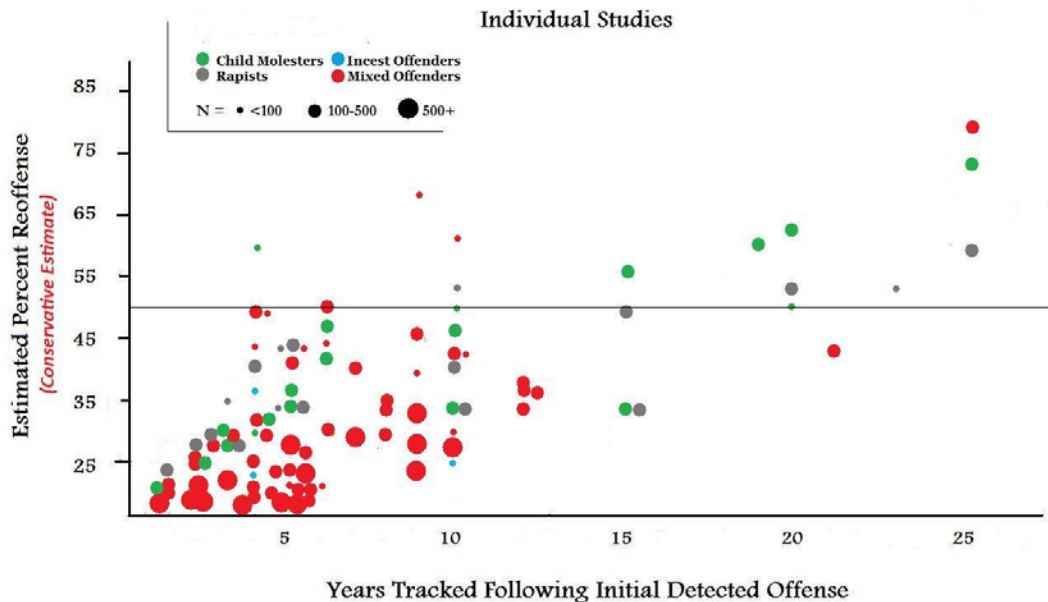 Individual Studies
Child Molesters
Incest Offenders
Rapists
Mixed Offenders
N = <100 100-500 500+
Estimated Percent Reoffense
(Conservative Estimate)
85
75
65
55
45
35
25
5 10 15 20 25
Years Tracked Following Initial Detected Offense